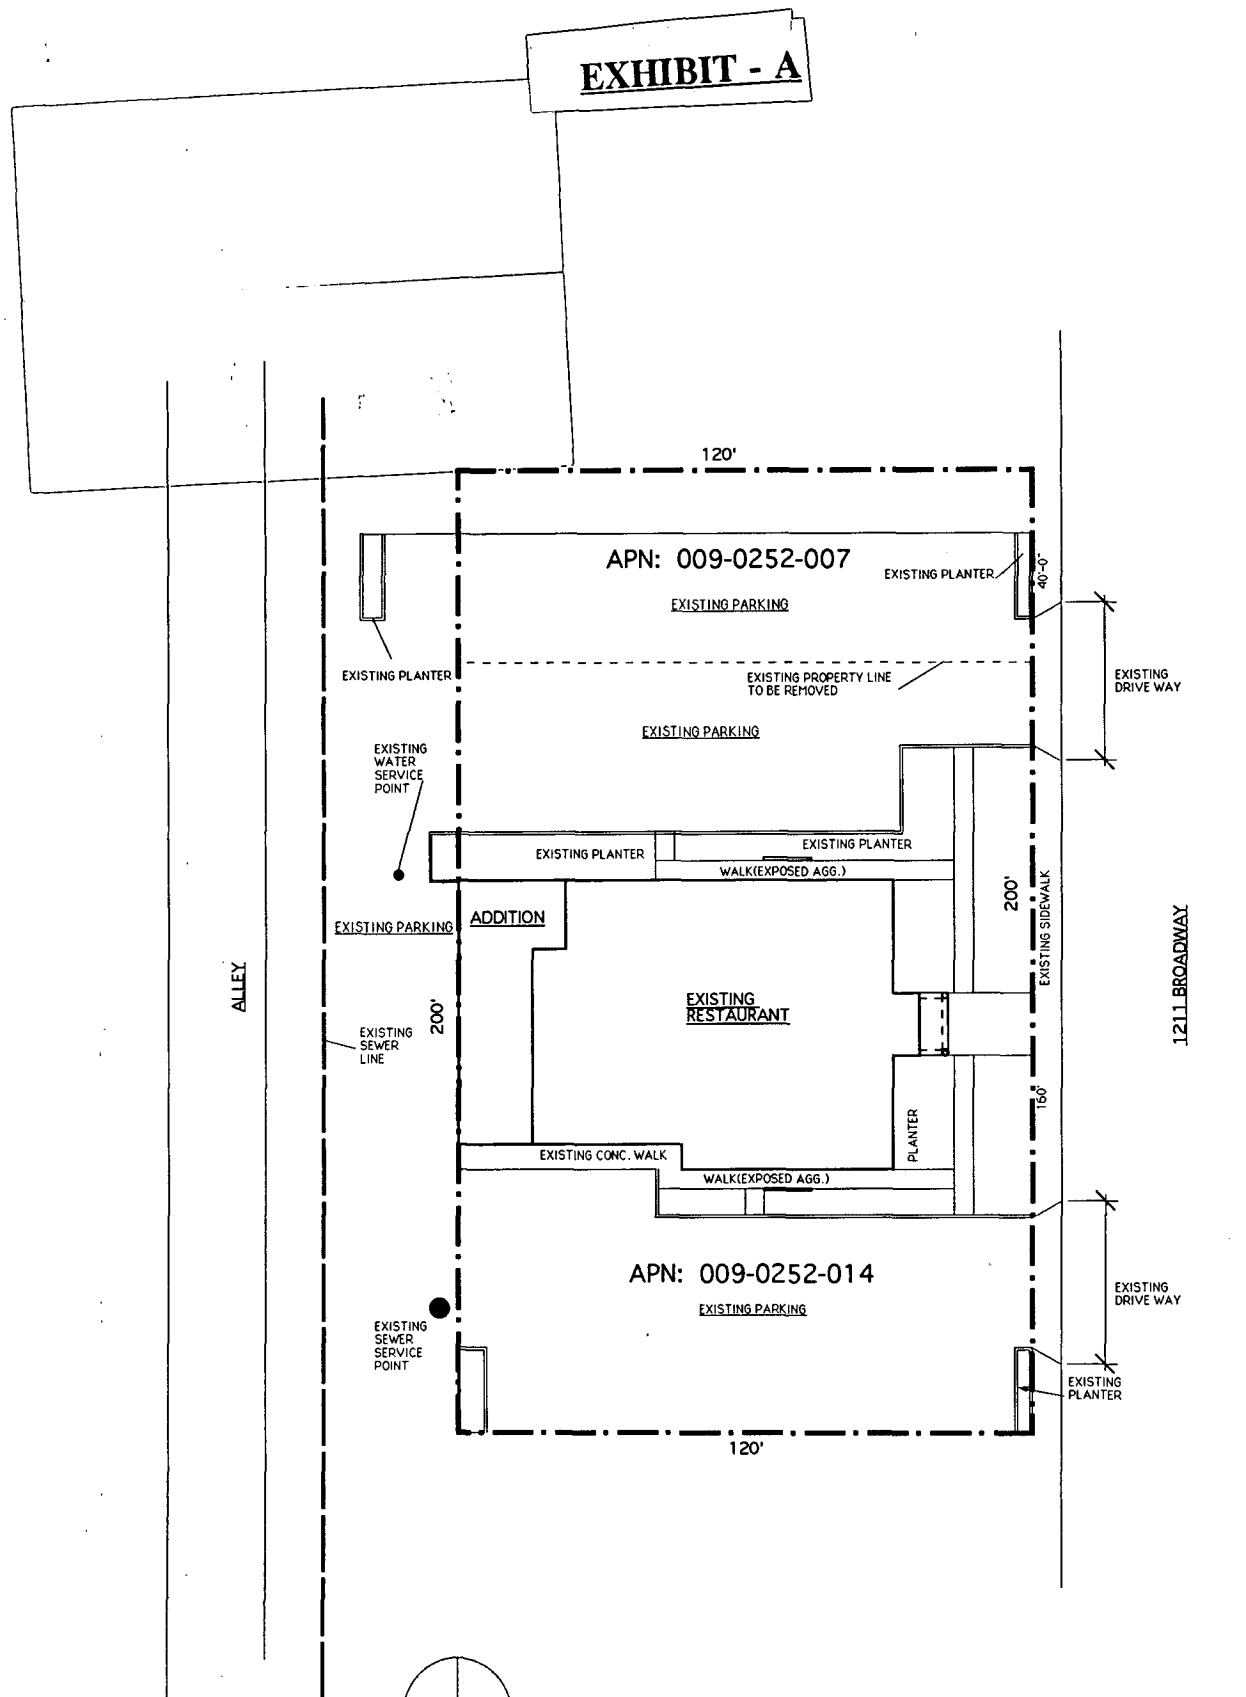 EXHIBIT - A
120'
APN: 009-0252-007
EXISTING PLANTER
40'-0"
EXISTING PARKING
EXISTING PLANTER
EXISTING PROPERTY LINE
TO BE REMOVED
EXISTING
DRIVE WAY
EXISTING PARKING
EXISTING
WATER
SERVICE
POINT
EXISTING PLANTER
EXISTING PLANTER
WALK(EXPOSED AGG.)
200'
EXISTING SIDEWALK
ADDITION
EXISTING PARKING
1211 BROADWAY
ALLEY
200'
EXISTING
RESTAURANT
EXISTING
SEWER
LINE
160'
PLANTER
EXISTING CONC. WALK
WALK(EXPOSED AGG.)
APN: 009-0252-014
EXISTING PARKING
EXISTING
DRIVE WAY
EXISTING
SEWER
SERVICE
POINT
EXISTING
PLANTER
120'